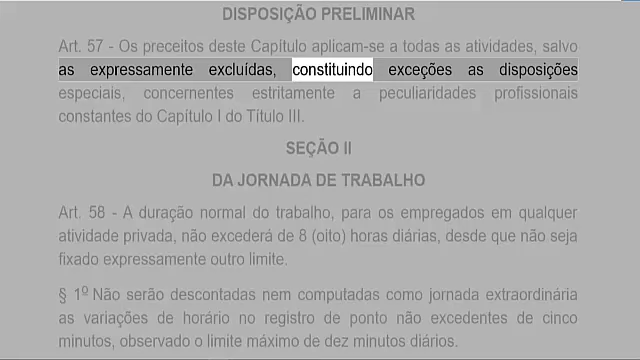 DISPOSIÇÃO PRELIMINAR
Art. 57 - Os preceitos deste Capítulo aplicam-se a todas as atividades, salvo
as expressamente excluídas, constituindo exceções as disposições
especiais, concernentes estritamente a peculiaridades profissionais
constantes do Capítulo I do Título III.
SEÇÃO II
DA JORNADA DE TRABALHO
Art. 58 - A duração normal do trabalho, para os empregados em qualquer
atividade privada, não excederá de 8 (oito) horas diárias, desde que não seja
fixado expressamente outro limite.
§ 1º Não serão descontadas nem computadas como jornada extraordinária
as variações de horário no registro de ponto não excedentes de cinco
minutos, observado o limite máximo de dez minutos diários.